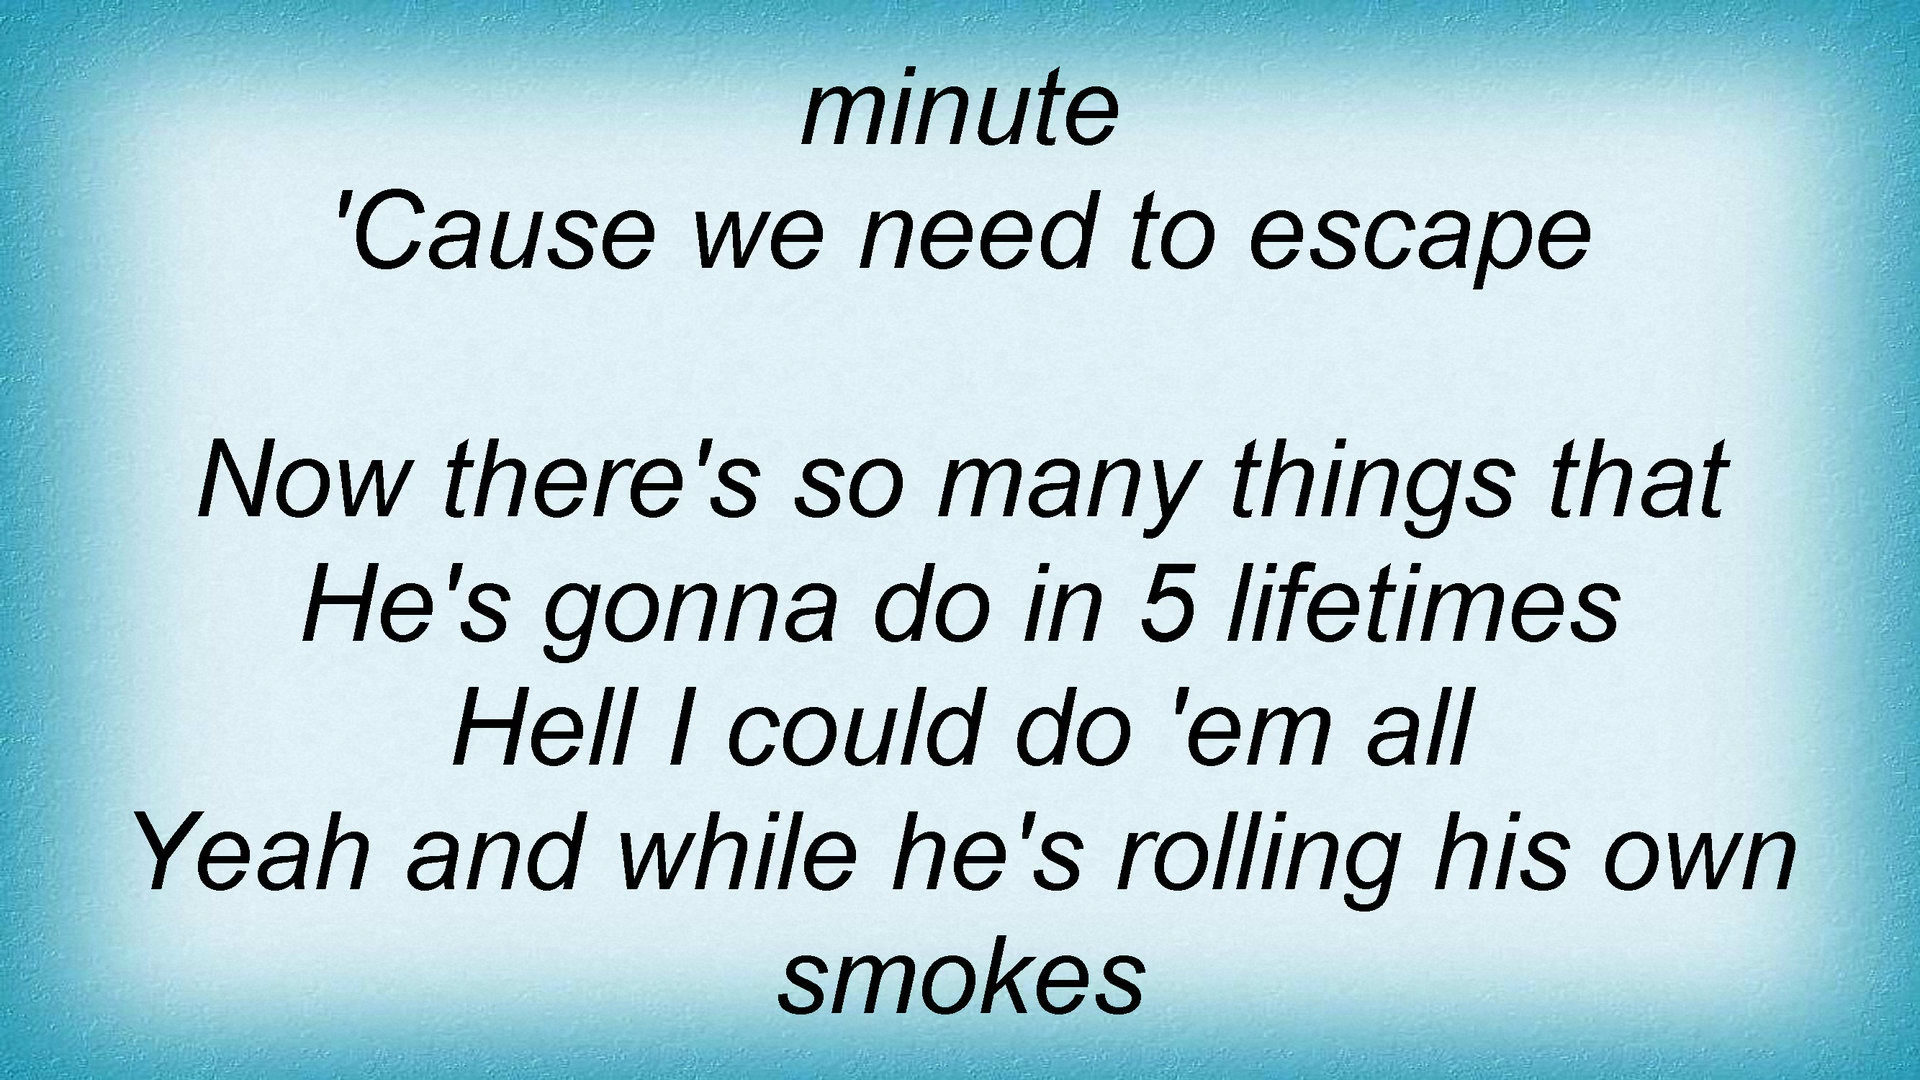 minute
'Cause we need to escape
Now there's so many things that
He's gonna do in 5 lifetimes
Hell I could do 'em all
Yeah and while he's rolling his own
smokes